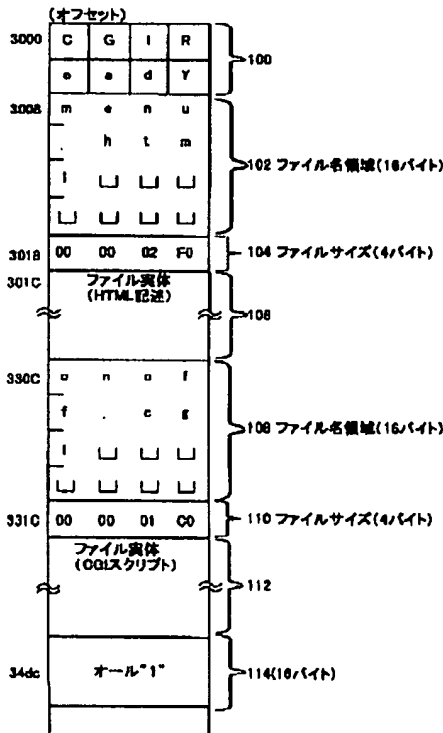 (オフセット)
3000 C G I R
e a d Y
100
3008 m e n u
. h t m
l ␣ ␣ ␣
␣ ␣ ␣ ␣
102 ファイル名領域(16バイト)
3018 00 00 02 F0
104 ファイルサイズ(4バイト)
301C ファイル実体
(HTML記述)
106
330C o n o f
f . c g
i ␣ ␣ ␣
␣ ␣ ␣ ␣
108 ファイル名領域(16バイト)
331C 00 00 01 C0
110 ファイルサイズ(4バイト)
ファイル実体
(CGIスクリプト)
112
34dc オール"1"
114(16バイト)